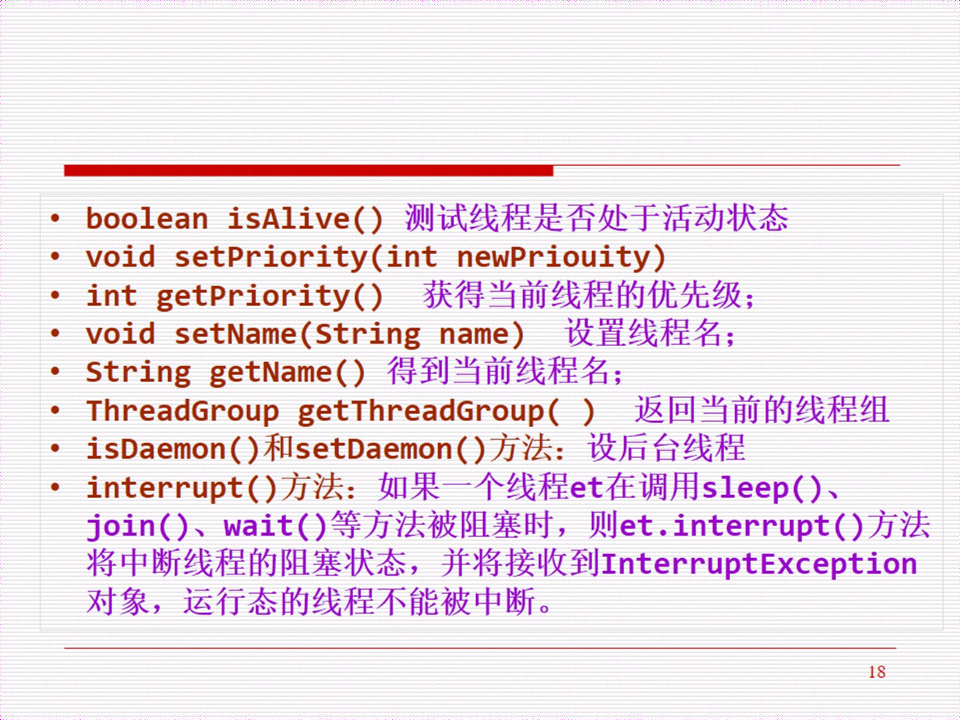 • boolean isAlive() 测试线程是否处于活动状态
• void setPriority(int newPriouity)
• int getPriority() 获得当前线程的优先级；
• void setName(String name) 设置线程名；
• String getName() 得到当前线程名；
• ThreadGroup getThreadGroup( ) 返回当前的线程组
• isDaemon()和setDaemon()方法：设后台线程
• interrupt()方法：如果一个线程et在调用sleep()、
join()、wait()等方法被阻塞时，则et.interrupt()方法
将中断线程的阻塞状态，并将接收到InterruptException
对象，运行态的线程不能被中断。
18